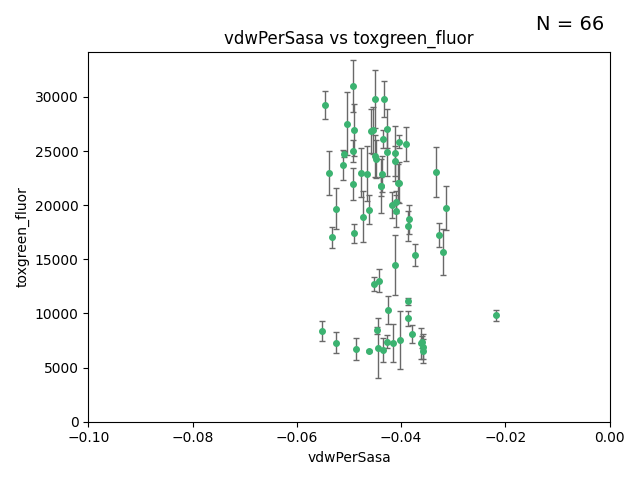 N = 66
vdwPerSasa vs toxgreen_fluor
toxgreen_fluor
30000
25000
20000
15000
10000
5000
0
−0.10 −0.08 −0.06 −0.04 −0.02 0.00
vdwPerSasa